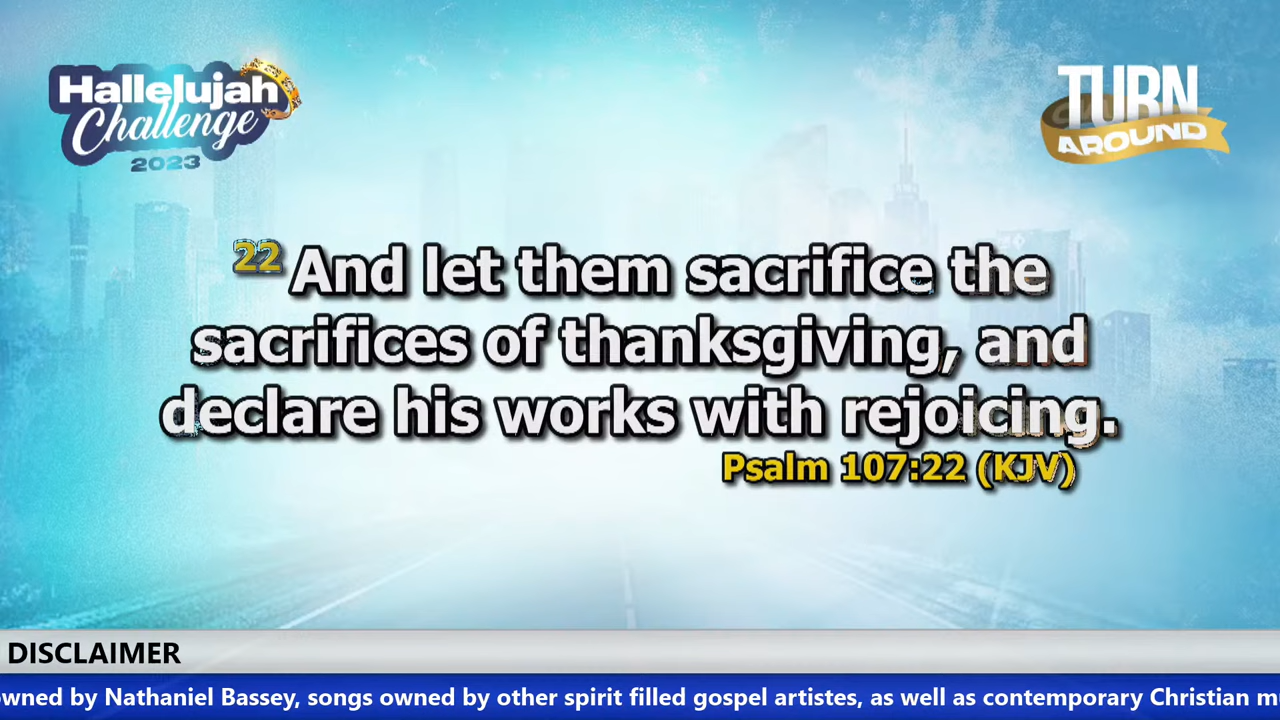 Hallelujah
Challenge
2023
TURN
AROUND
22 And let them sacrifice the
sacrifices of thanksgiving, and
declare his works with rejoicing.
Psalm 107:22 (KJV)
DISCLAIMER
by Nathaniel Bassey, songs owned by other spirit filled gospel artistes, as well as contemporary Christian